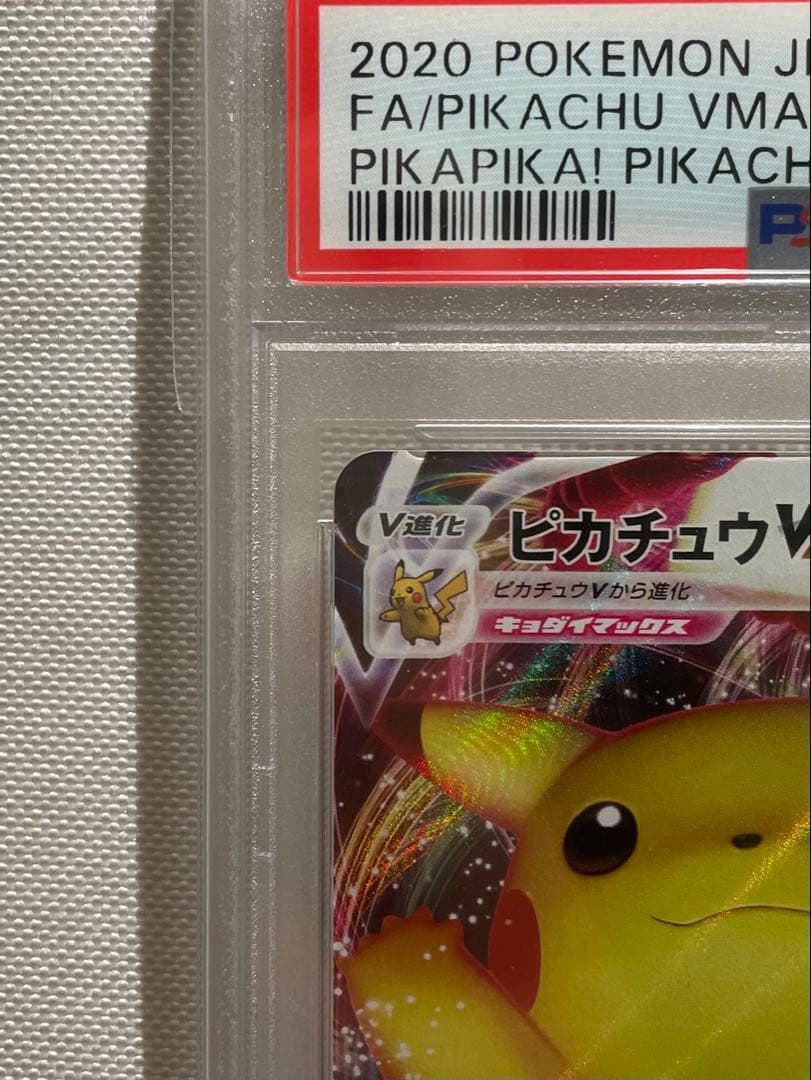 2020 POKEMON J
FA/PIKACHU VMA
PIKAPIKA! PIKACH
V進化
ピカチュウV
ピカチュウVから進化
キョダイマックス